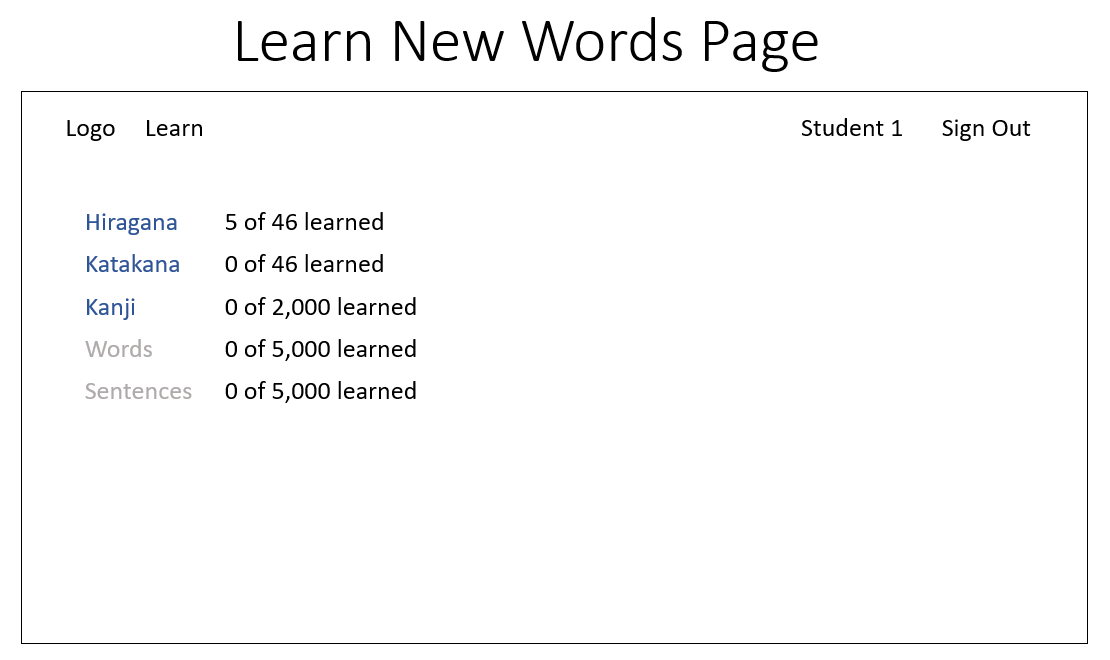 Learn New Words Page
Logo Learn Student 1 Sign Out
Hiragana 5 of 46 learned
Katakana 0 of 46 learned
Kanji 0 of 2,000 learned
Words 0 of 5,000 learned
Sentences 0 of 5,000 learned